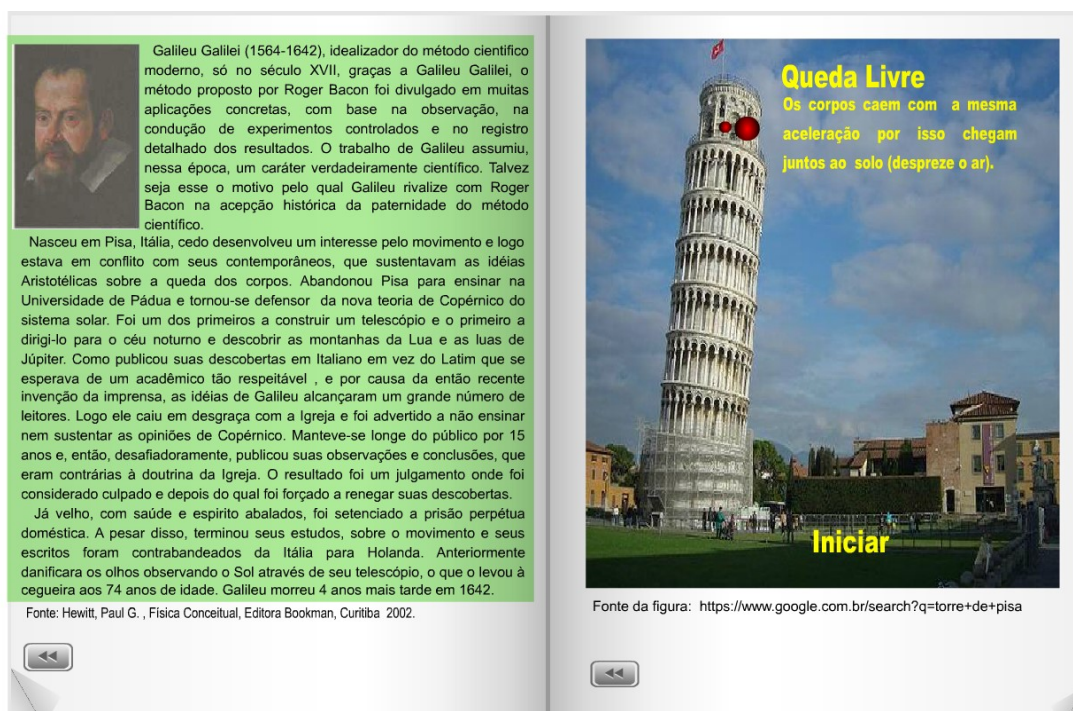 Galileu Galilei (1564-1642), idealizador do método cientifico
moderno, só no século XVII, graças a Galileu Galilei, o
método proposto por Roger Bacon foi divulgado em muitas
aplicações concretas, com base na observação, na
condução de experimentos controlados e no registro
detalhado dos resultados. O trabalho de Galileu assumiu,
nessa época, um caráter verdadeiramente científico. Talvez
seja esse o motivo pelo qual Galileu rivalize com Roger
Bacon na acepção histórica da paternidade do método
científico.
Nasceu em Pisa, Itália, cedo desenvolveu um interesse pelo movimento e logo
estava em conflito com seus contemporâneos, que sustentavam as idéias
Aristotélicas sobre a queda dos corpos. Abandonou Pisa para ensinar na
Universidade de Pádua e tornou-se defensor da nova teoria de Copérnico do
sistema solar. Foi um dos primeiros a construir um telescópio e o primeiro a
dirigi-lo para o céu noturno e descobrir as montanhas da Lua e as luas de
Júpiter. Como publicou suas descobertas em Italiano em vez do Latim que se
esperava de um acadêmico tão respeitável , e por causa da então recente
invenção da imprensa, as idéias de Galileu alcançaram um grande número de
leitores. Logo ele caiu em desgraça com a Igreja e foi advertido a não ensinar
nem sustentar as opiniões de Copérnico. Manteve-se longe do público por 15
anos e, então, desafiadoramente, publicou suas observações e conclusões, que
eram contrárias à doutrina da Igreja. O resultado foi um julgamento onde foi
considerado culpado e depois do qual foi forçado a renegar suas descobertas.
Já velho, com saúde e espirito abalados, foi setenciado a prisão perpétua
doméstica. A pesar disso, terminou seus estudos, sobre o movimento e seus
escritos foram contrabandeados da Itália para Holanda. Anteriormente
danificara os olhos observando o Sol através de seu telescópio, o que o levou à
cegueira aos 74 anos de idade. Galileu morreu 4 anos mais tarde em 1642.
Fonte: Hewitt, Paul G. , Física Conceitual, Editora Bookman, Curitiba 2002.
Queda Livre
Os corpos caem com a mesma
aceleração por isso chegam
juntos ao solo (despreze o ar).
Iniciar
Fonte da figura: https://www.google.com.br/search?q=torre+de+pisa